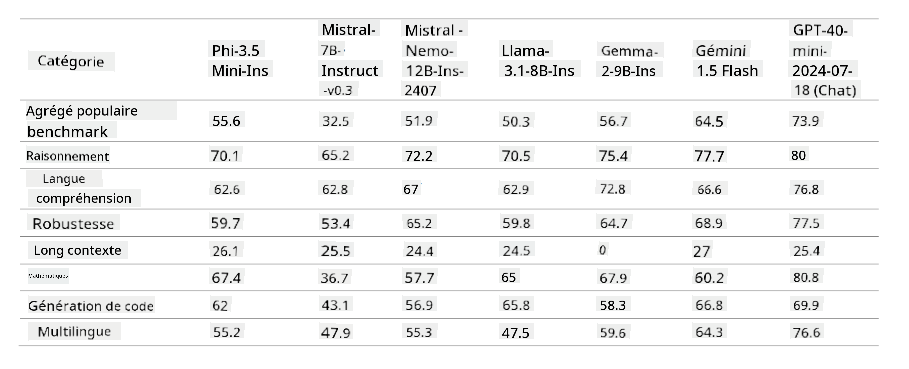 Catégorie Phi-3.5 Mini-Ins Mistral-7B-Instruct-v0.3 Mistral -Nemo-12B-Ins-2407 Llama-3.1-8B-Ins Gemma-2-9B-Ins Gémini 1.5 Flash GPT-40-mini-2024-07-18 (Chat)
Agrégé populaire benchmark 55.6 32.5 51.9 50.3 56.7 64.5 73.9
Raisonnement 70.1 65.2 72.2 70.5 75.4 77.7 80
Langue compréhension 62.6 62.8 67 62.9 72.8 66.6 76.8
Robustesse 59.7 53.4 65.2 59.8 64.7 68.9 77.5
Long contexte 26.1 25.5 24.4 24.5 0 27 25.4
Mathématiques 67.4 36.7 57.7 65 67.9 60.2 80.8
Génération de code 62 43.1 56.9 65.8 58.3 66.8 69.9
Multilingue 55.2 47.9 55.3 47.5 59.6 64.3 76.6